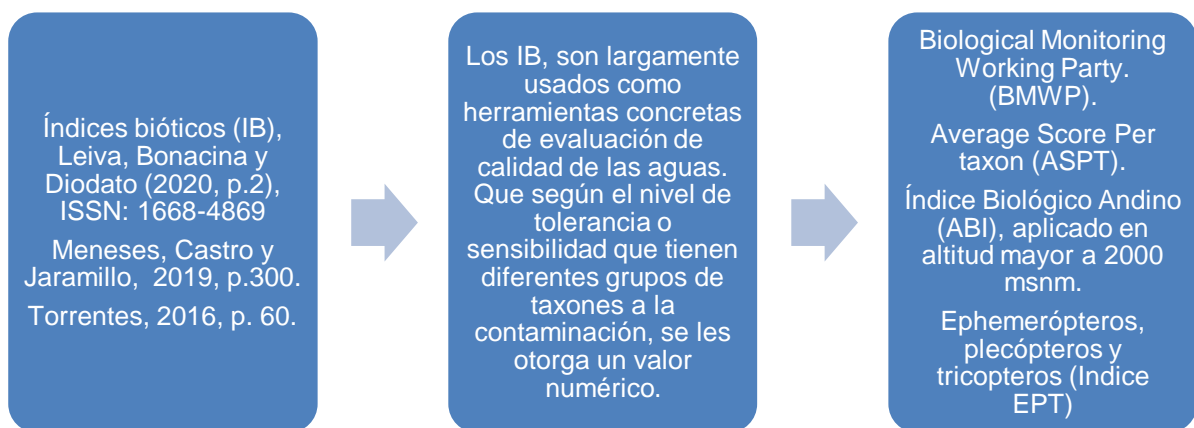 Índices bióticos (IB),
Leiva, Bonacina y
Diodato (2020, p.2),
ISSN: 1668-4869
Meneses, Castro y
Jaramillo, 2019, p.300.
Torrentes, 2016, p. 60.
Los IB, son largamente
usados como
herramientas concretas
de evaluación de
calidad de las aguas.
Que según el nivel de
tolerancia o
sensibilidad que tienen
diferentes grupos de
taxones a la
contaminación, se les
otorga un valor
numérico.
Biological Monitoring
Working Party.
(BMWP).
Average Score Per
taxon (ASPT).
Índice Biológico Andino
(ABI), aplicado en
altitud mayor a 2000
msnm.
Ephemerópteros,
plecópteros y
tricopteros (Indice
EPT)